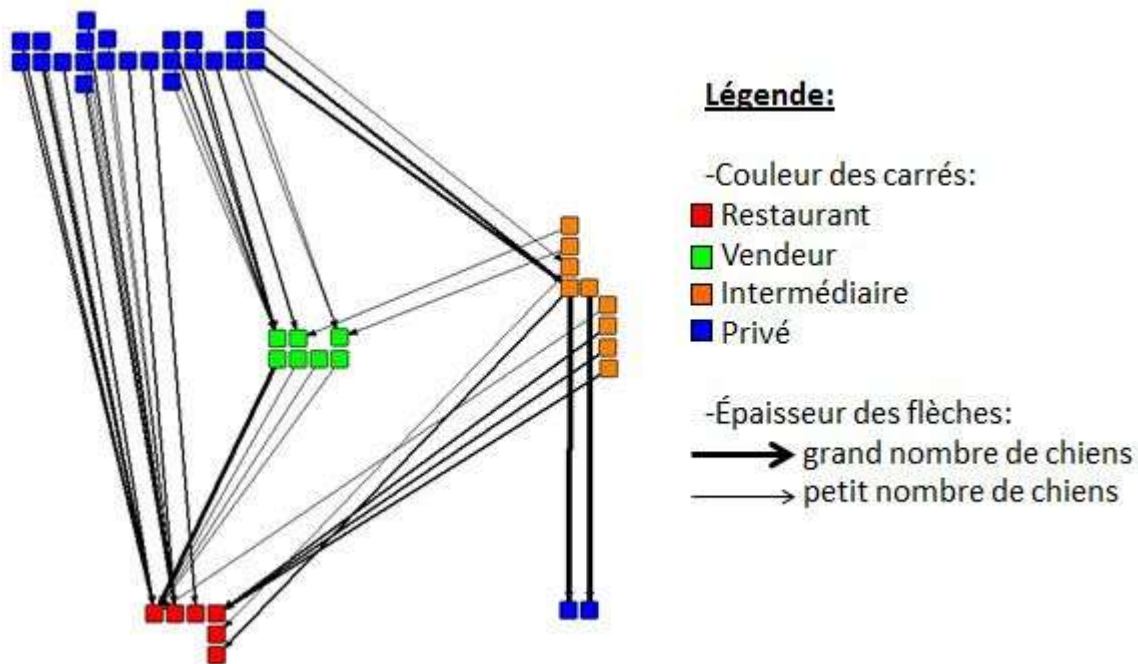 Légende:
-Couleur des carrés:
Restaurant
Vendeur
Intermédiaire
Privé
-Épaisseur des flèches:
grand nombre de chiens
petit nombre de chiens